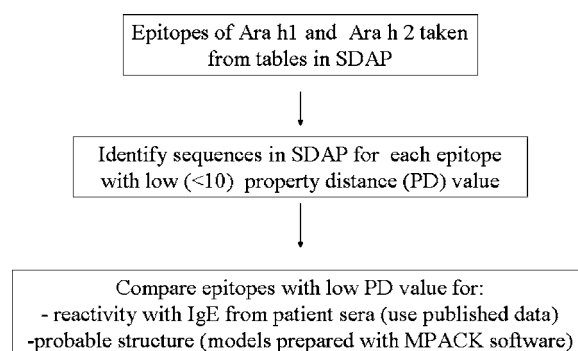 Epitopes of Ara h1 and Ara h 2 taken
from tables in SDAP
Identify sequences in SDAP for each epitope
with low (<10) property distance (PD) value
Compare epitopes with low PD value for:
- reactivity with IgE from patient sera (use published data)
-probable structure (models prepared with MPACK software)